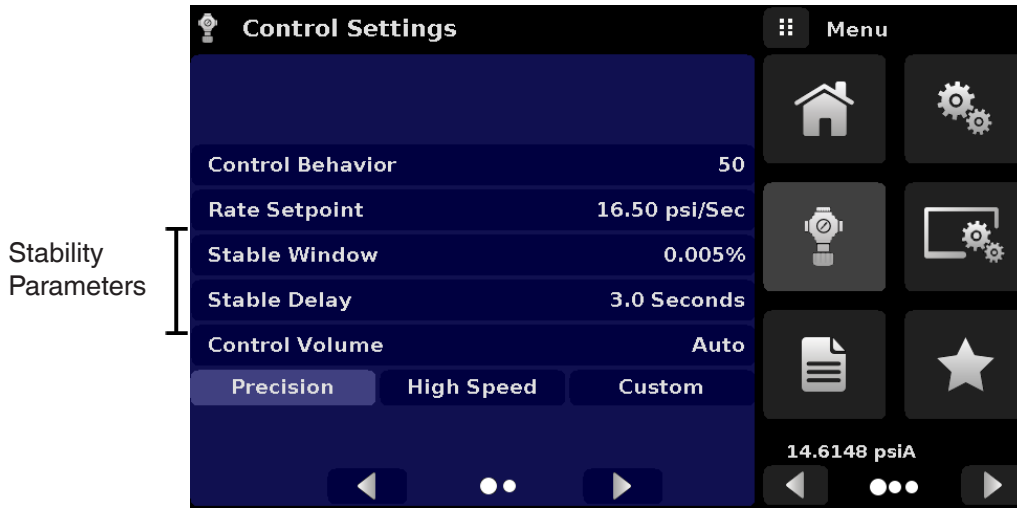 Control Settings
Menu
Control Behavior 50
Rate Setpoint 16.50 psi/Sec
Stability
Parameters
Stable Window 0.005%
Stable Delay 3.0 Seconds
Control Volume Auto
Precision High Speed Custom
14.6148 psiA